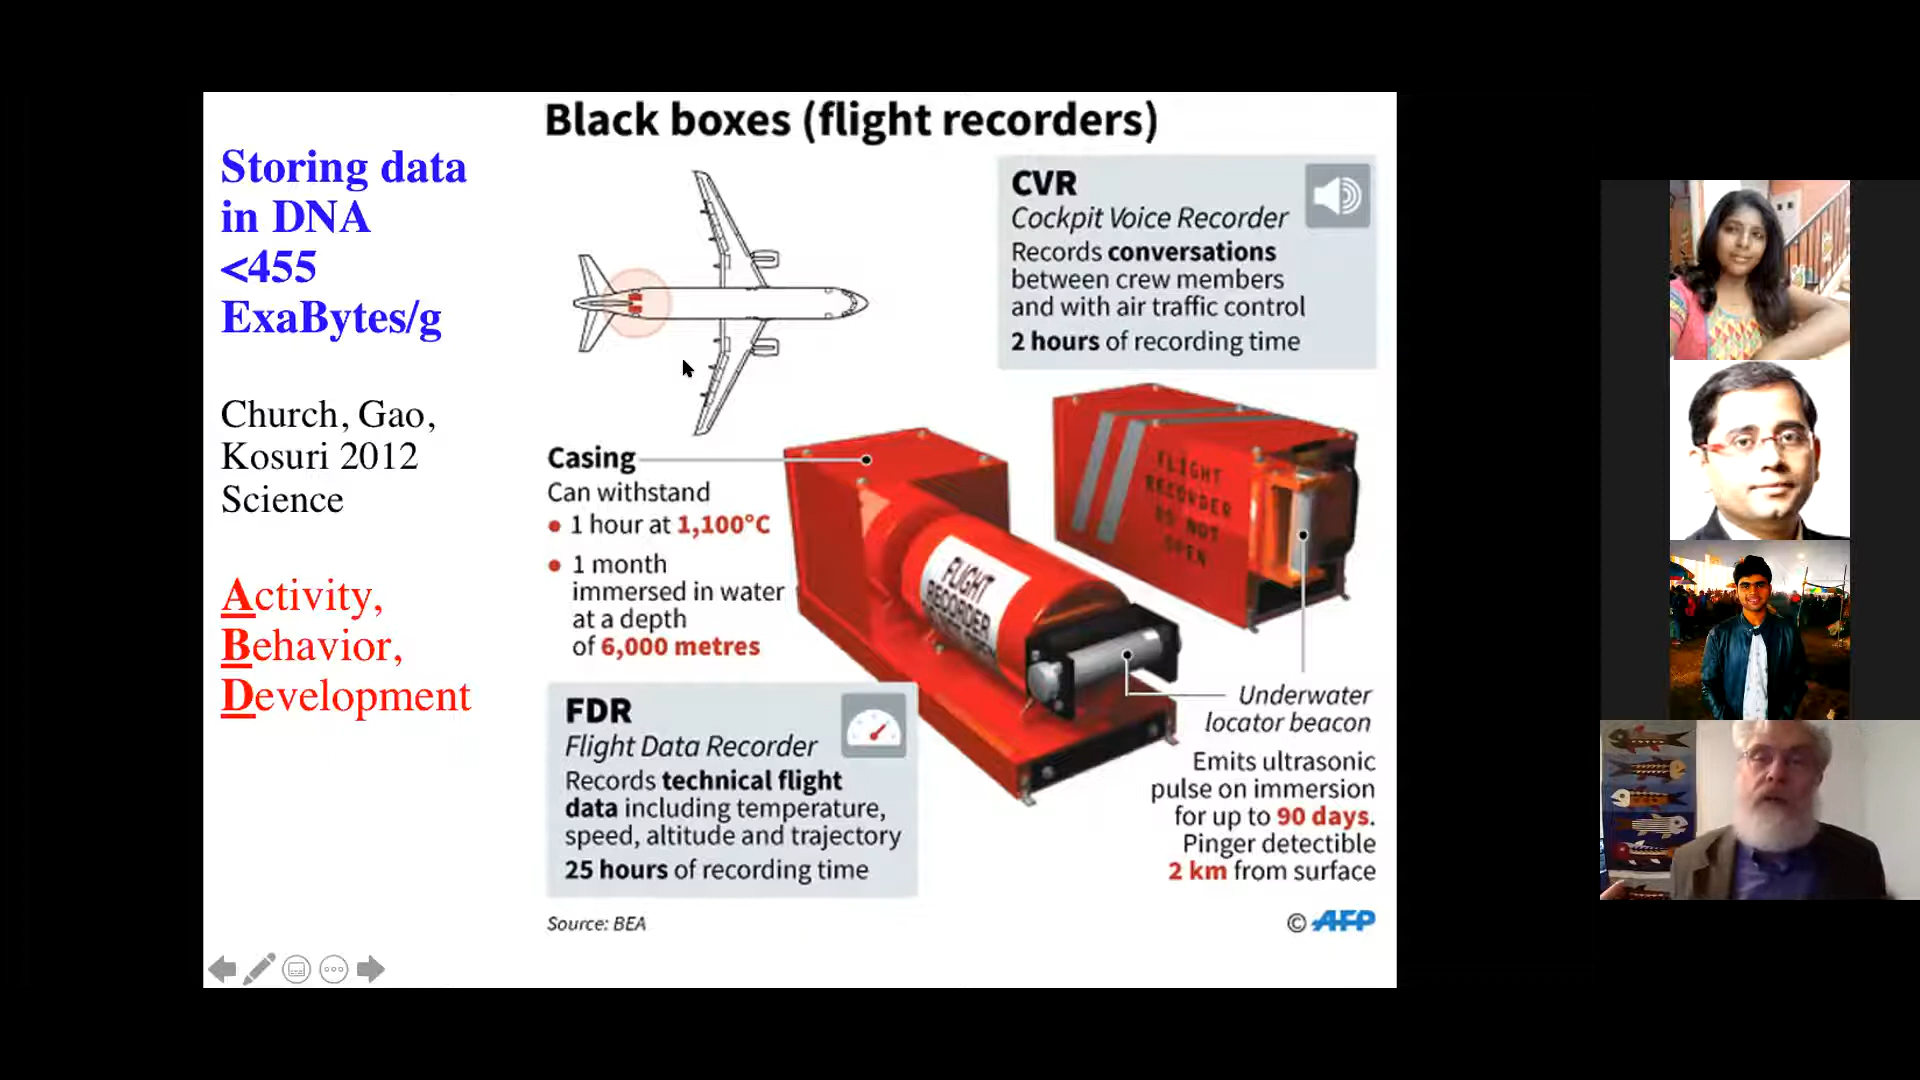 Black boxes (flight recorders)
Storing data
in DNA
<455
ExaBytes/g
Church, Gao,
Kosuri 2012
Science
Activity,
Behavior,
Development
CVR
Cockpit Voice Recorder
Records conversations
between crew members
and with air traffic control
2 hours of recording time
Casing
Can withstand
• 1 hour at 1,100°C
• 1 month
immersed in water
at a depth
of 6,000 metres
FLIGHT
RECORDER
DO NOT
OPEN
FLIGHT
RECORDER
FDR
Flight Data Recorder
Records technical flight
data including temperature,
speed, altitude and trajectory
25 hours of recording time
Underwater
locator beacon
Emits ultrasonic
pulse on immersion
for up to 90 days.
Pinger detectible
2 km from surface
Source: BEA
© AFP